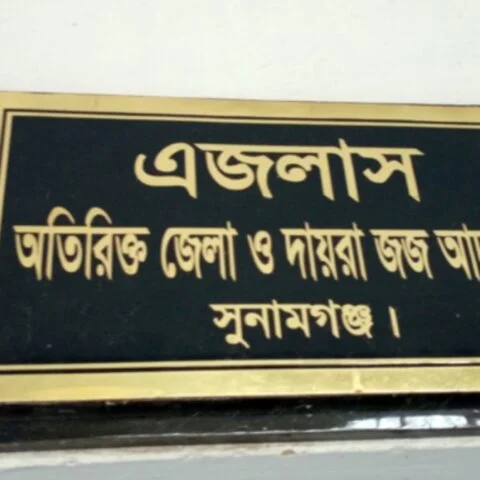 এজলাস
অতিরিক্ত জেলা ও দায়রা জজ
সুনামগঞ্জ।